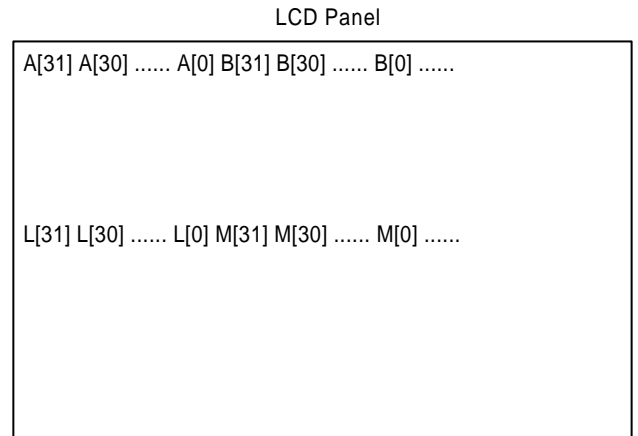 LCD Panel
A[31] A[30] ...... A[0] B[31] B[30] ...... B[0] ......
L[31] L[30] ...... L[0] M[31] M[30] ...... M[0] ......